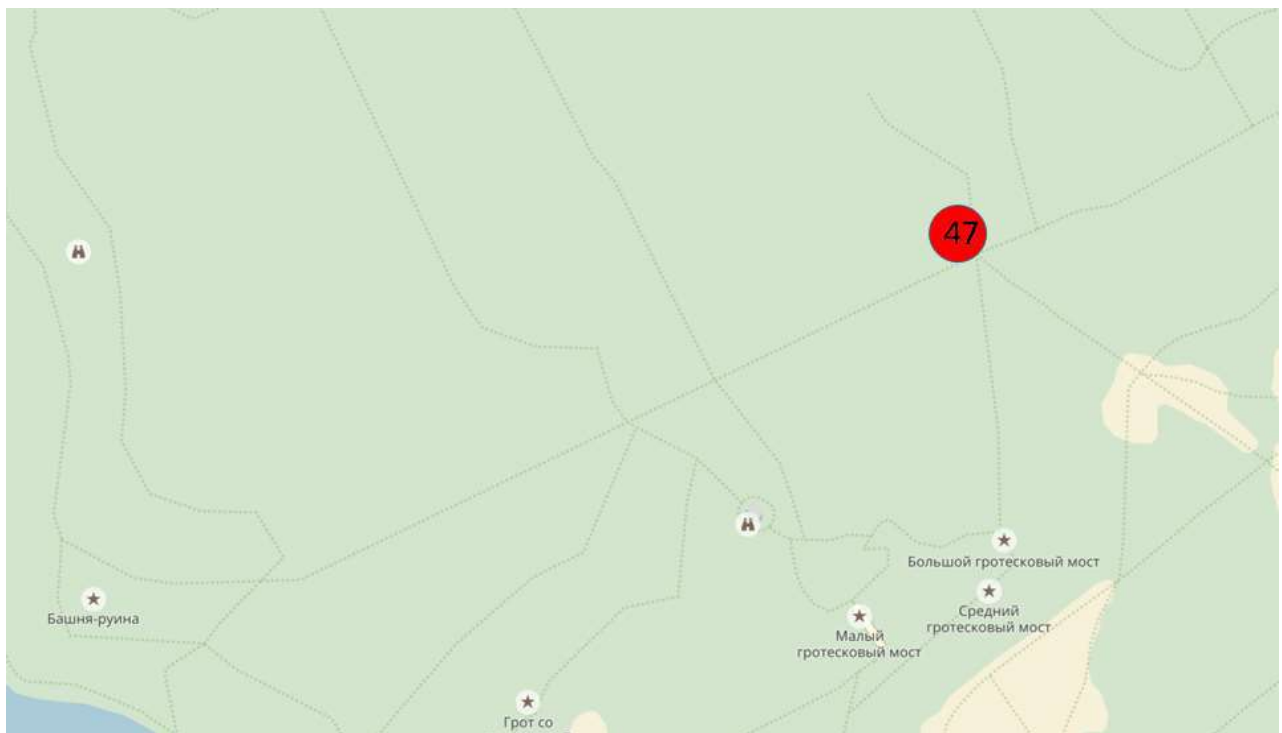 47
Большой гротесковый мост
Башня-руина
Средний
гротесковый мост
Малый
гротесковый мост
Грот со